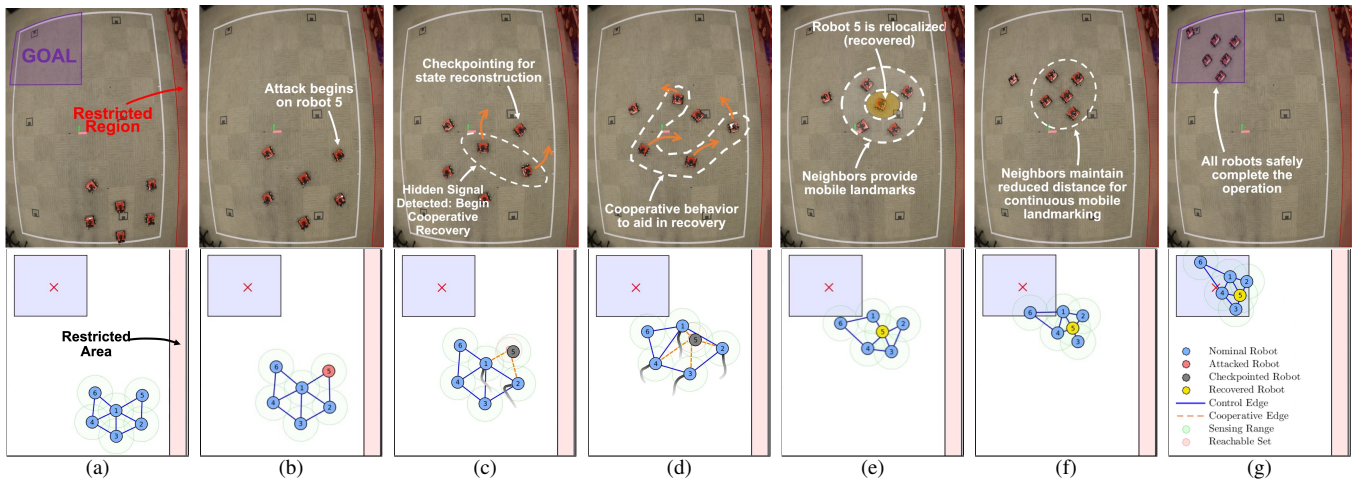 GOAL
Restricted
Region
Attack begins
on robot 5
Checkpointing for
state reconstruction
Hidden Signal
Detected: Begin
Cooperative
Recovery
Cooperative behavior
to aid in recovery
Robot 5 is relocalized
(recovered)
Neighbors provide
mobile landmarks
Neighbors maintain
reduced distance for
continuous mobile
landmarking
All robots safely
complete the
operation
Restricted
Area
6
5
1
4
2
3
6
5
1
4
2
3
6
5
1
4
2
3
6
1
5
2
4
3
6
1
2
5
4
3
6
1
2
5
4
3
6
1
2
4
5
3
Nominal Robot
Attacked Robot
Checkpointed Robot
Recovered Robot
Control Edge
Cooperative Edge
Sensing Range
Reachable Set
(a)
(b)
(c)
(d)
(e)
(f)
(g)